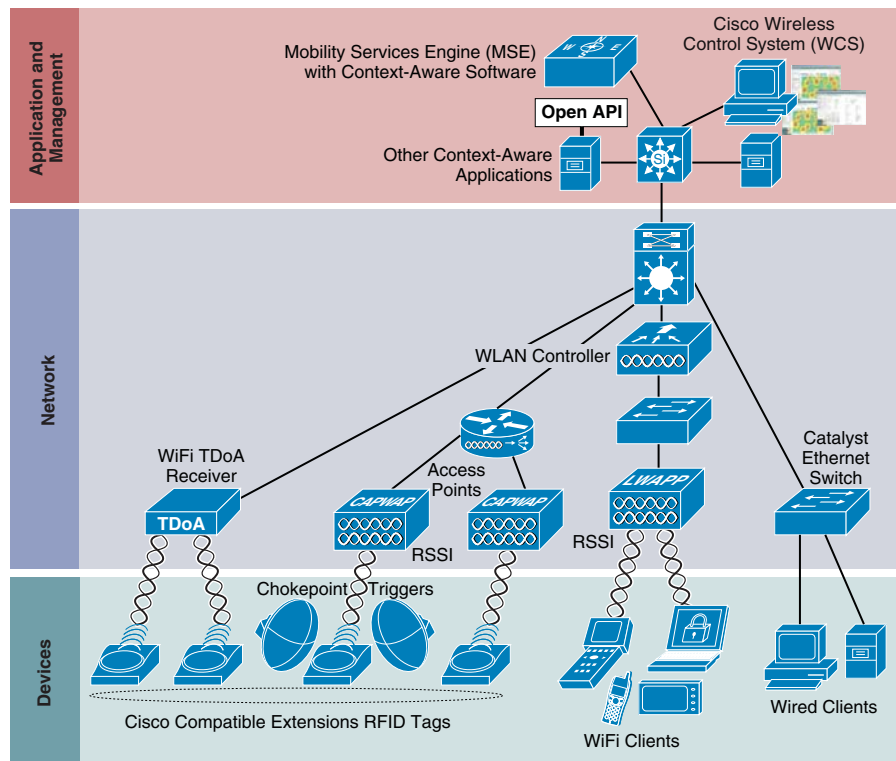 Application and
Management
Mobility Services Engine (MSE)
with Context-Aware Software
W
N
E
S
Cisco Wireless
Control System (WCS)
Open API
Other Context-Aware
Applications
Si
Network
WLAN Controller
WiFi TDoA
Receiver
TDoA
Access
Points
CAPWAP
CAPWAP
RSSI
LWAPP
RSSI
Catalyst
Ethernet
Switch
Devices
Chokepoint Triggers
Cisco Compatible Extensions RFID Tags
WiFi Clients
Wired Clients